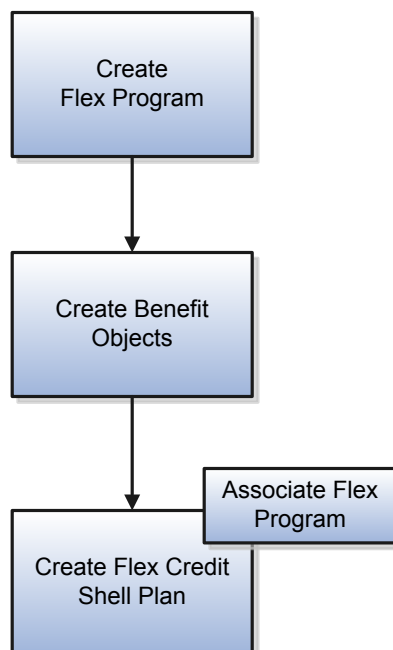 Create
Flex Program
Create Benefit
Objects
Associate Flex
Program
Create Flex Credit
Shell Plan